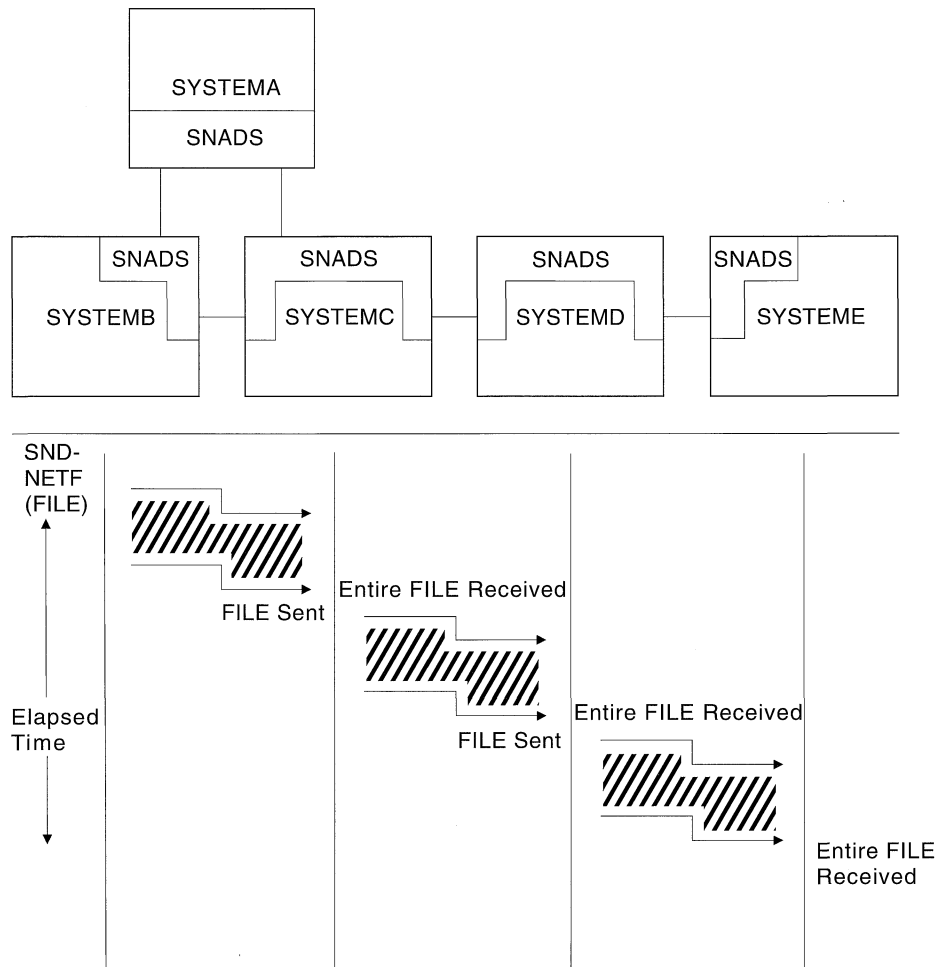 SYSTEMA
SNADS
SNADS
SNADS
SNADS
SNADS
SYSTEMB
SYSTEMC
SYSTEMD
SYSTEME
SND-
NETF
(FILE)
Entire FILE Received
FILE Sent
Elapsed
Time
Entire FILE Received
FILE Sent
Entire FILE
Received